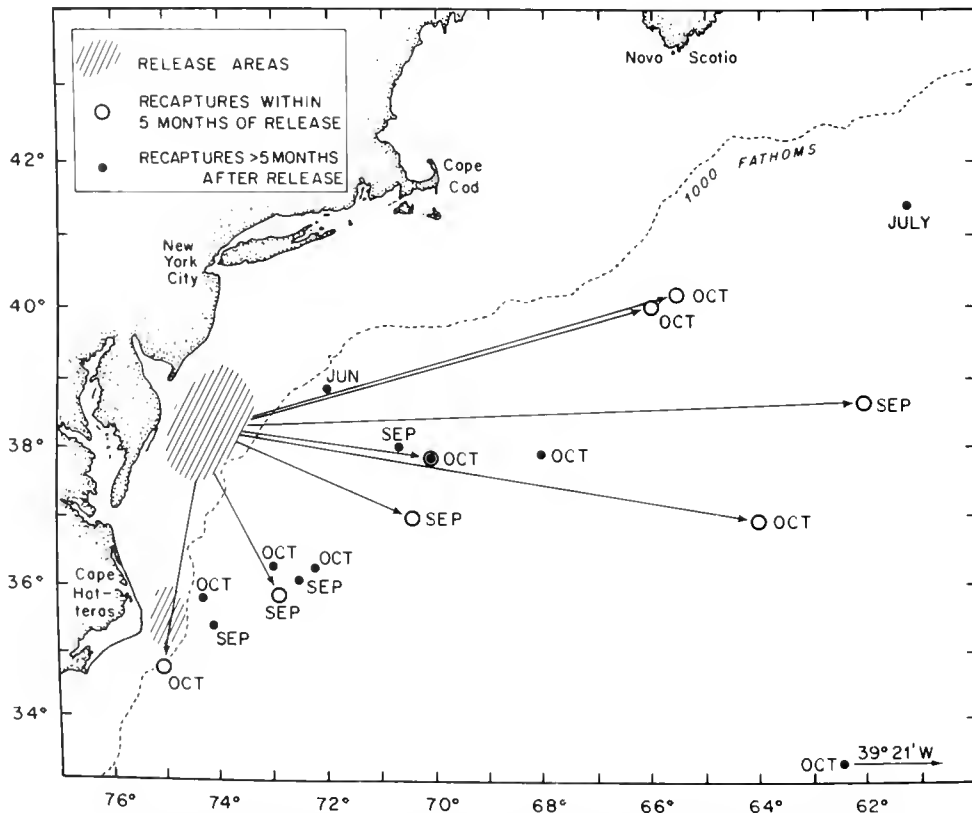 RELEASE AREAS
RECAPTURES WITHIN
5 MONTHS OF RELEASE
RECAPTURES >5 MONTHS
AFTER RELEASE
Novo Scotio
1000 FATHOMS
42°
Cape
Cod
JULY
New
York
City
40°
OCT
OCT
JUN
SEP
38°
SEP
OCT
OCT
SEP
OCT
36°
OCT
OCT
Cape
Hat-
teras
OCT
SEP
SEP
SEP
OCT
34°
OCT
39° 21' W
76°
74°
72°
70°
68°
66°
64°
62°